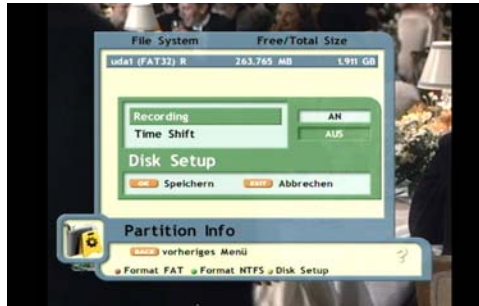 File System Free/Total Size
uda1 (FAT32) R 263.765 MB 1.911 GB
Recording AN
Time Shift AUS
Disk Setup
OK Speichern EXIT Abbrechen
Partition Info
BACK vorheriges Menü
?
Format FAT Format NTFS Disk Setup